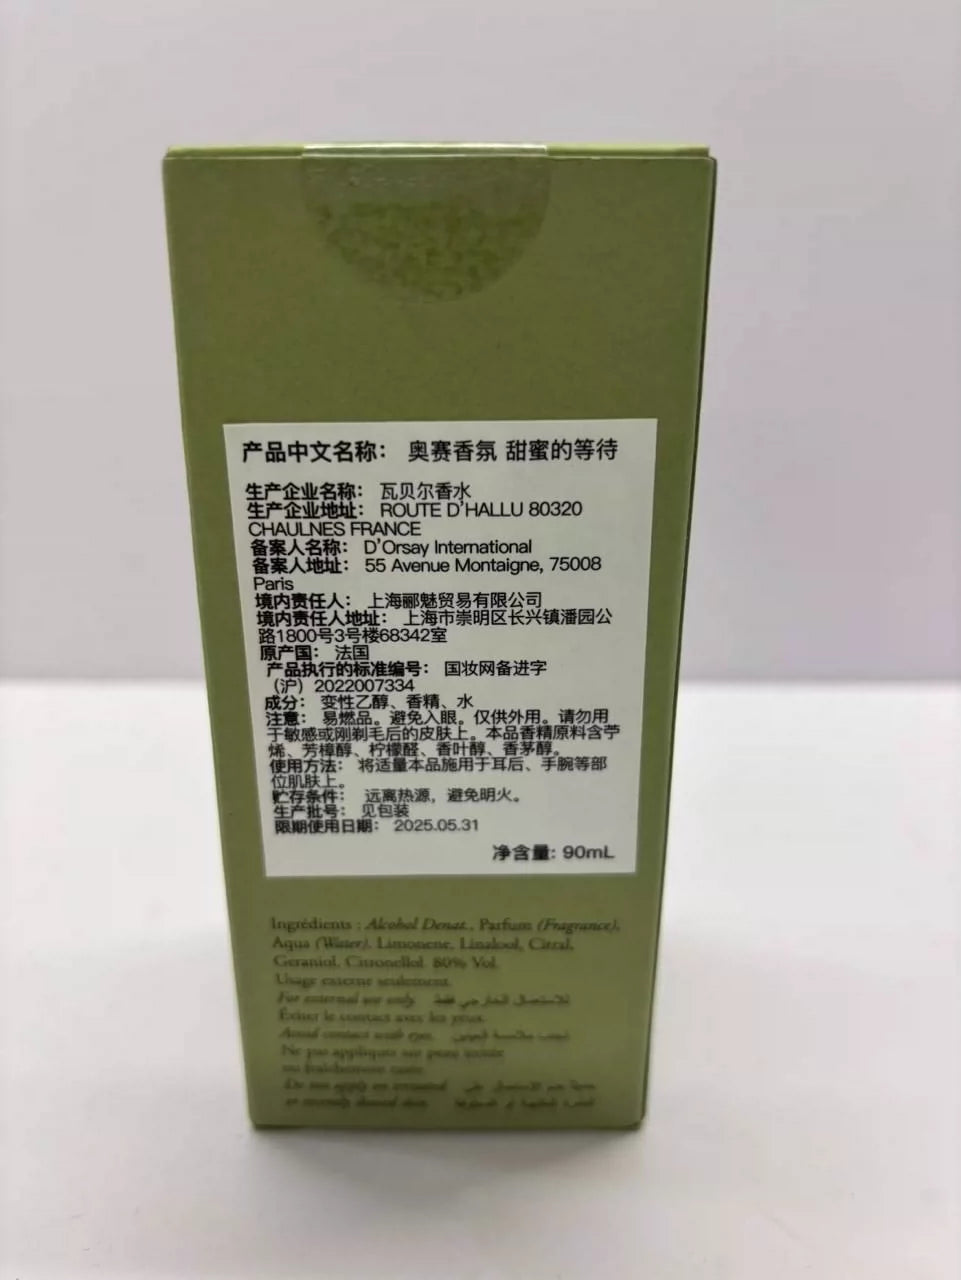 产品中文名称： 奥赛香氛 甜蜜的等待
生产企业名称： 瓦贝尔香水
生产企业地址： ROUTE D'HALLU 80320
CHAULNES FRANCE
备案人名称： D'Orsay International
备案人地址： 55 Avenue Montaigne, 75008
Paris
境内责任人： 上海郦魅贸易有限公司
境内责任人地址： 上海市崇明区长兴镇潘园公
路1800号3号楼68342室
原产国： 法国
产品执行的标准编号： 国妆网备进字
（沪）2022007334
成分： 变性乙醇、香精、水
注意： 易燃品。避免入眼。仅供外用。请勿用
于敏感或刚剃毛后的皮肤上。本品香精原料含苧
烯、芳樟醇、柠檬醛、香叶醇、香茅醇。
使用方法： 将适量本品施用于耳后、手腕等部
位肌肤上。
贮存条件： 远离热源，避免明火。
生产批号： 见包装
限期使用日期： 2025.05.31
净含量: 90mL
Ingrédients : Alcohol Denat., Parfum (Fragrance),
Aqua (Water), Limonene, Linalool, Citral,
Geraniol, Citronellol. 80% Vol.
Usage externe seulement.
For external use only. للاستعمال الخارجي فقط
Éviter le contact avec les yeux.
Avoid contact with eyes.
Ne pas appliquer sur peau irritée
ou fraîchement rasée.
Do not apply on irritated
or recently shaved skin.